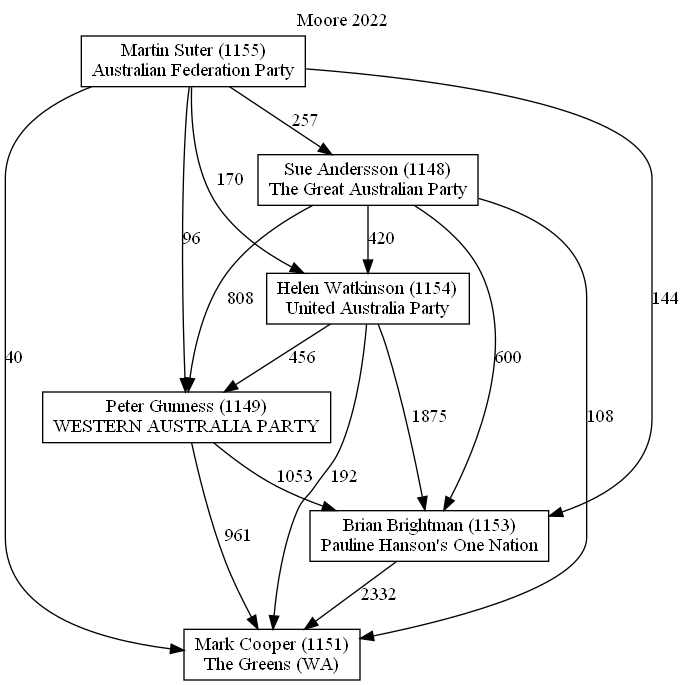 Moore 2022
Martin Suter (1155)
Australian Federation Party
257
Sue Andersson (1148)
The Great Australian Party
170
96
420
808
144
Helen Watkinson (1154)
United Australia Party
40
456
600
Peter Gunness (1149)
WESTERN AUSTRALIA PARTY
1875
108
1053
192
Brian Brightman (1153)
Pauline Hanson's One Nation
961
2332
Mark Cooper (1151)
The Greens (WA)